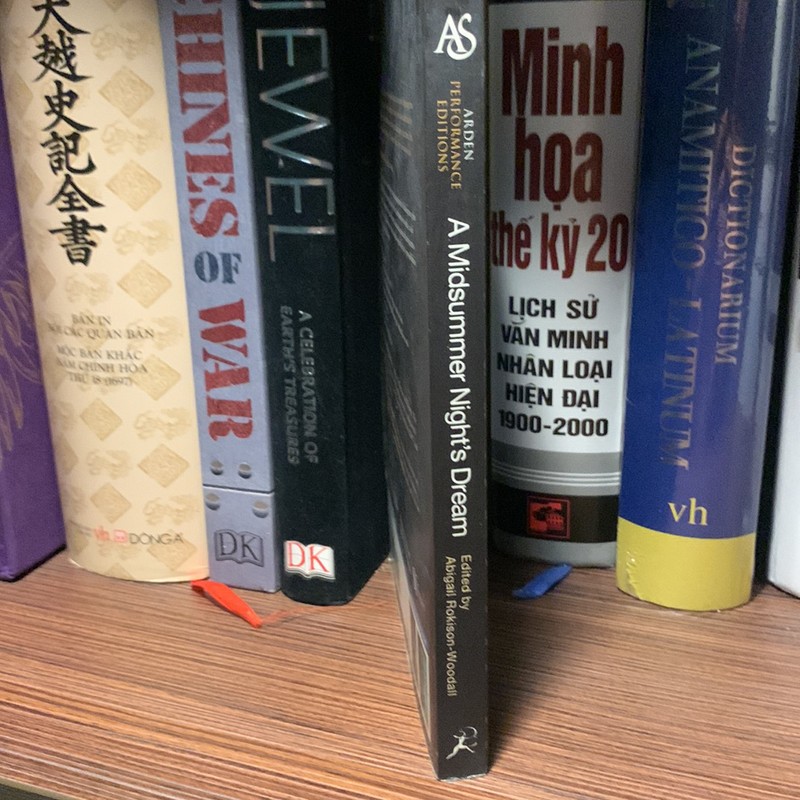 大越史記全書
BẢN IN
NỘI CÁC QUAN BẢN
MỘC BẢN KHẮC
NĂM CHÍNH HÒA
THỨ 18 (1697)
ĐÔNG A
CHINES OF WAR
DK
JEWEL
A CELEBRATION OF
EARTH'S TREASURES
DK
AS
ARDEN
PERFORMANCE
EDITIONS
A Midsummer Night's Dream
Edited by
Abigail Rokison-Woodall
Minh
họa
thế kỷ 20
LỊCH SỬ
VĂN MINH
NHÂN LOẠI
HIỆN ĐẠI
1900-2000
DICTIONARIUM
ANAMITICO - LATINUM
vh